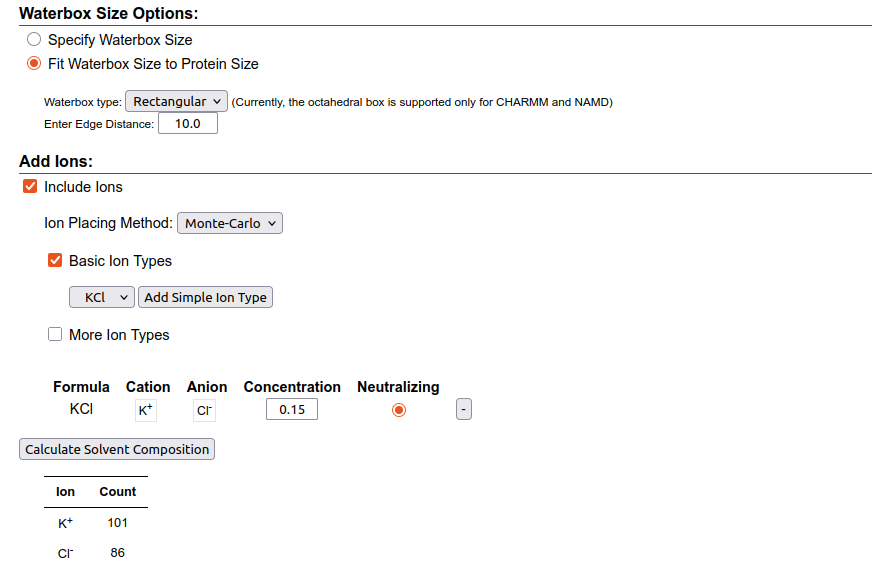 Waterbox Size Options:
Specify Waterbox Size
Fit Waterbox Size to Protein Size
Waterbox type: Rectangular (Currently, the octahedral box is supported only for CHARMM and NAMD)
Enter Edge Distance: 10.0
Add Ions:
Include Ions
Ion Placing Method: Monte-Carlo
Basic Ion Types
KCl Add Simple Ion Type
More Ion Types
Formula Cation Anion Concentration Neutralizing
KCl K⁺ Cl⁻ 0.15 -
Calculate Solvent Composition
Ion Count
K⁺ 101
Cl⁻ 86